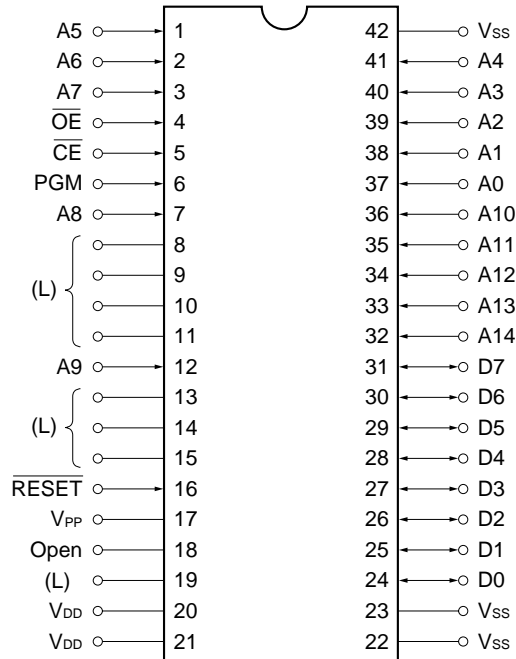 A5 1 42 Vss
A6 2 41 A4
A7 3 40 A3
OE 4 39 A2
CE 5 38 A1
PGM 6 37 A0
A8 7 36 A10
8 35 A11
9 34 A12
(L)
10 33 A13
11 32 A14
A9 12 31 D7
13 30 D6
(L) 14 29 D5
15 28 D4
RESET 16 27 D3
VPP 17 26 D2
Open 18 25 D1
(L) 19 24 D0
VDD 20 23 Vss
VDD 21 22 Vss